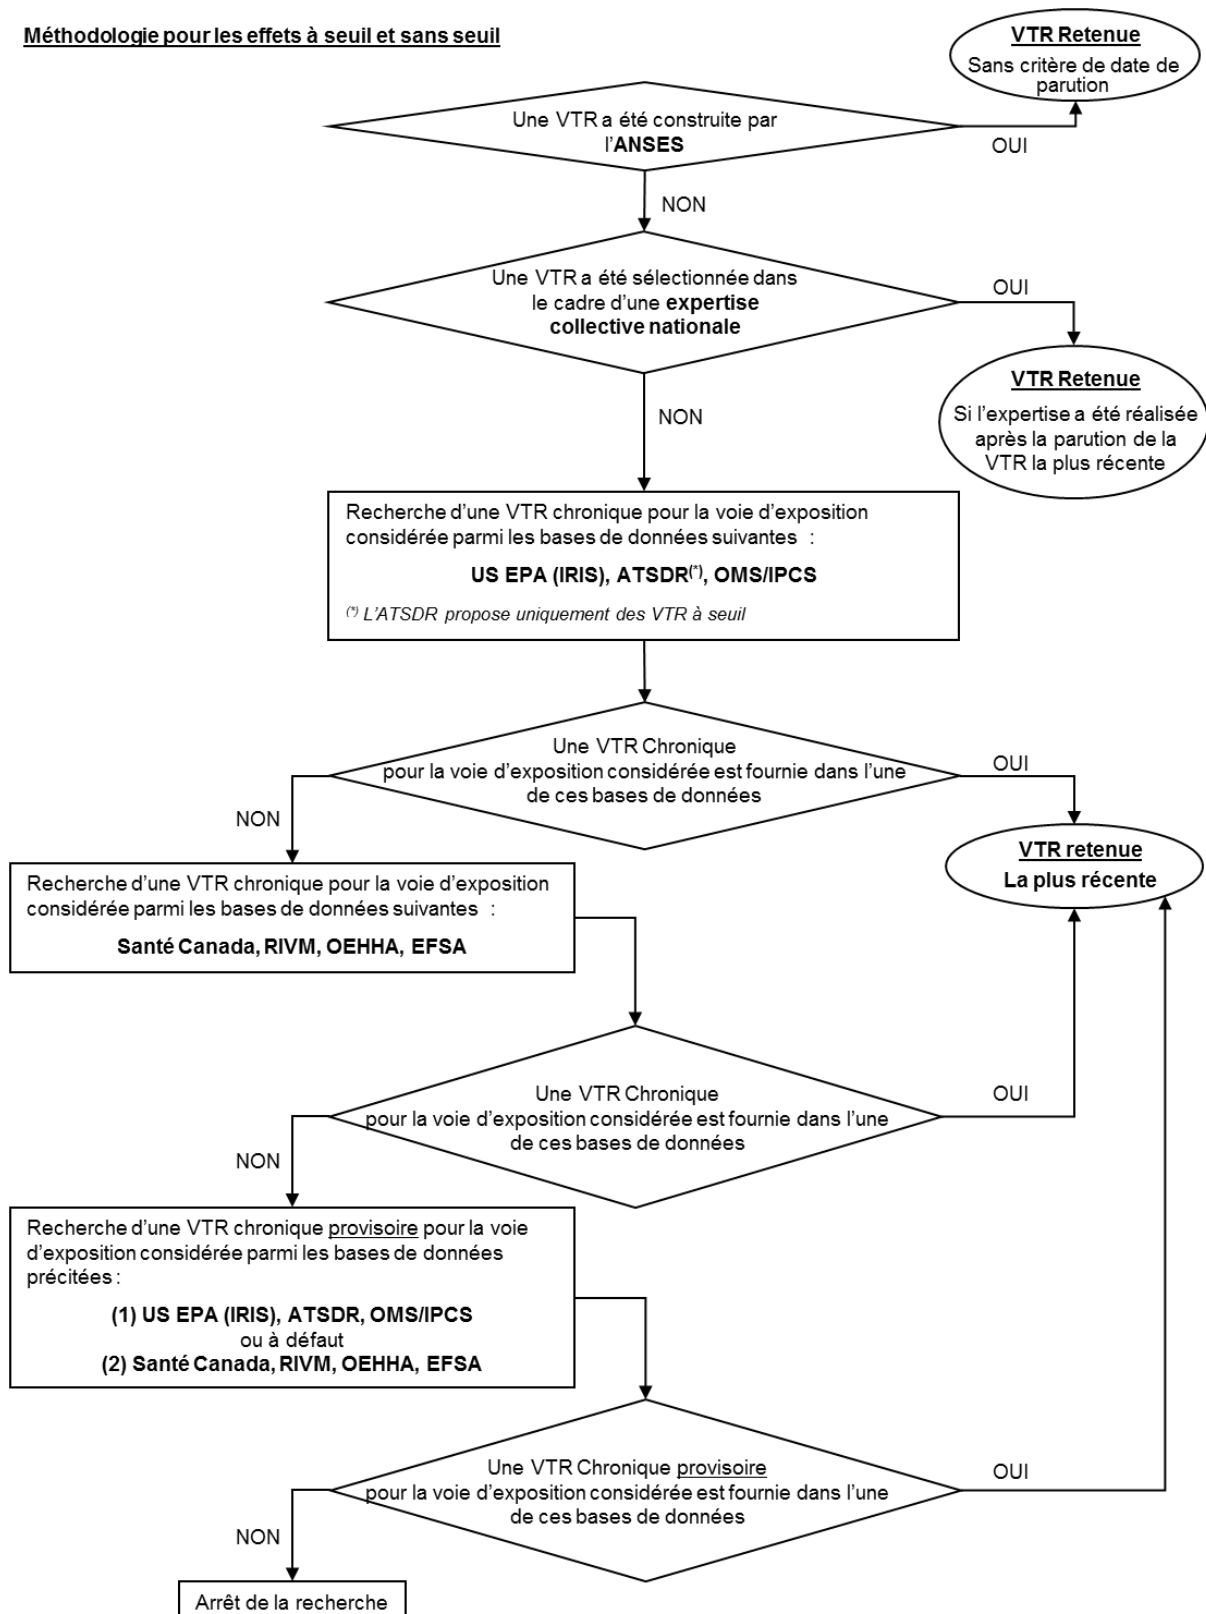 Méthodologie pour les effets à seuil et sans seuil
VTR Retenue
Sans critère de date de
parution
Une VTR a été construite par
l'ANSES
OUI
NON
Une VTR a été sélectionnée dans
le cadre d'une expertise
collective nationale
OUI
VTR Retenue
Si l'expertise a été réalisée
après la parution de la
VTR la plus récente
NON
Recherche d'une VTR chronique pour la voie d'exposition
considérée parmi les bases de données suivantes :
US EPA (IRIS), ATSDR(*), OMS/IPCS
(*) L'ATSDR propose uniquement des VTR à seuil
Une VTR Chronique
pour la voie d'exposition considérée est fournie dans l'une
de ces bases de données
OUI
NON
VTR retenue
La plus récente
Recherche d'une VTR chronique pour la voie d'exposition
considérée parmi les bases de données suivantes :
Santé Canada, RIVM, OEHHA, EFSA
Une VTR Chronique
pour la voie d'exposition considérée est fournie dans l'une
de ces bases de données
OUI
NON
Recherche d'une VTR chronique provisoire pour la voie
d'exposition considérée parmi les bases de données
précitées :
(1) US EPA (IRIS), ATSDR, OMS/IPCS
ou à défaut
(2) Santé Canada, RIVM, OEHHA, EFSA
Une VTR Chronique provisoire
pour la voie d'exposition considérée est fournie dans l'une
de ces bases de données
OUI
NON
Arrêt de la recherche